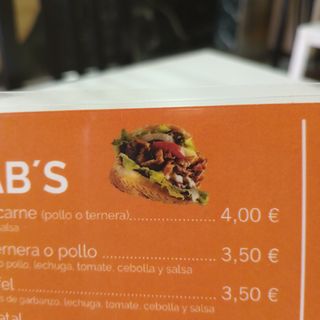 AB´S
carne (pollo o ternera)........................ 4,00 €
salsa
ernera o pollo................................ 3,50 €
o pollo, lechuga, tomate, cebolla y salsa
fel.................................................. 3,50 €
s de garbanzo, lechuga, tomate, cebolla y salsa
etal